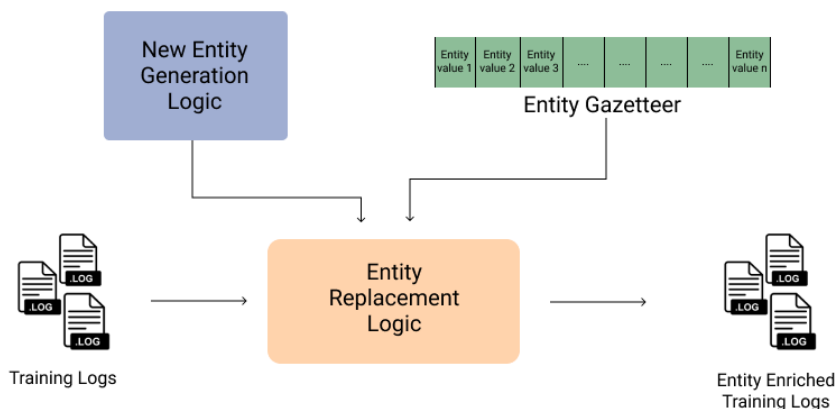 New Entity
Generation
Logic
Entity
value 1
Entity
value 2
Entity
value 3
....
....
....
....
Entity
value n
Entity Gazetteer
Entity
Replacement
Logic
.LOG
.LOG
.LOG
Training Logs
.LOG
.LOG
.LOG
Entity Enriched
Training Logs